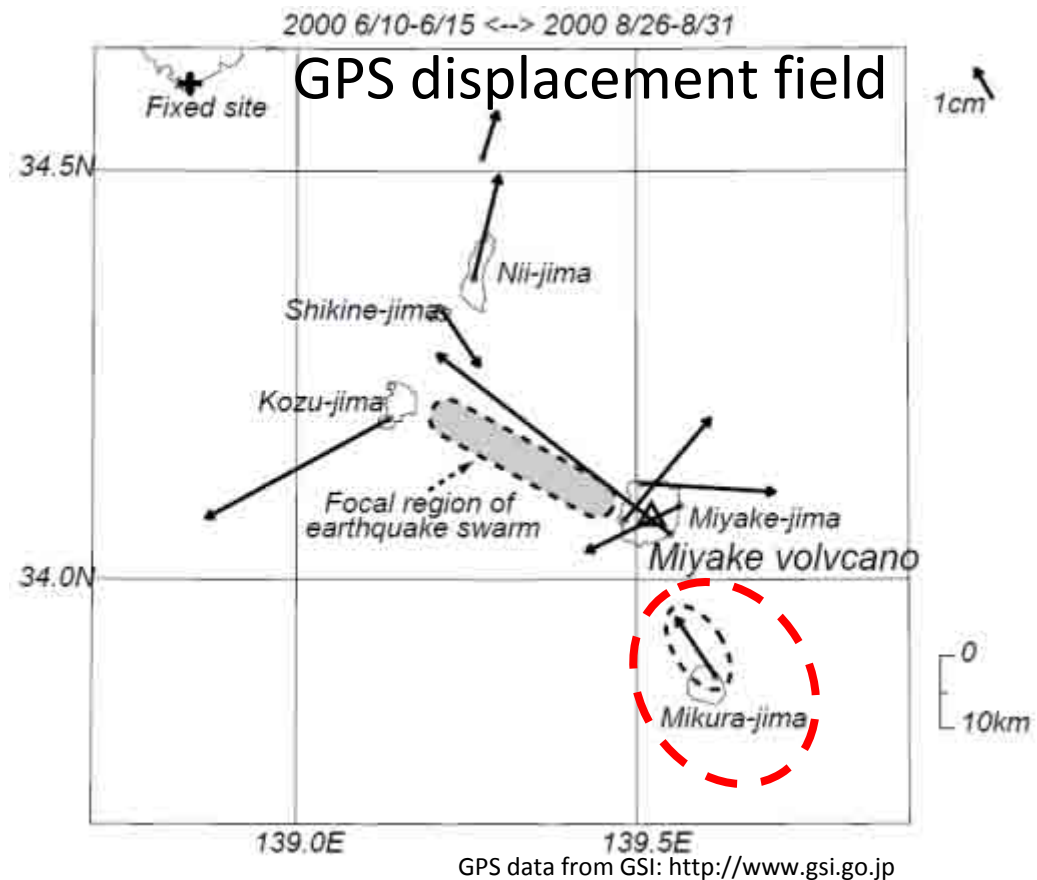 2000 6/10-6/15 <--> 2000 8/26-8/31
GPS displacement field
Fixed site
1cm
34.5N
Nii-jima
Shikine-jima
Kozu-jima
Focal region of
earthquake swarm
Miyake-jima
Miyake volvcano
34.0N
0
Mikura-jima
10km
139.0E
139.5E
GPS data from GSI: http://www.gsi.go.jp